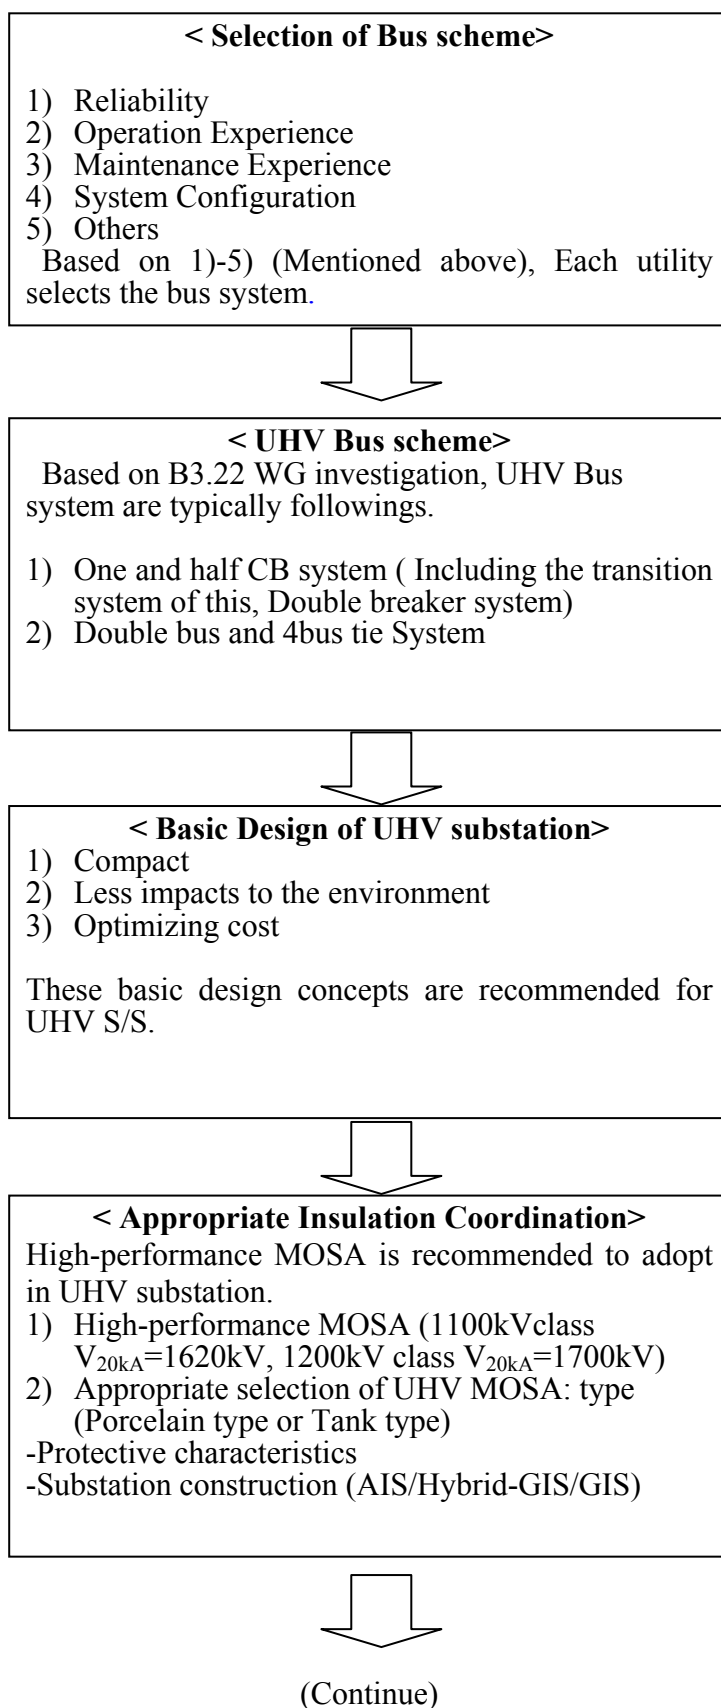 < Selection of Bus scheme>
1) Reliability
2) Operation Experience
3) Maintenance Experience
4) System Configuration
5) Others
Based on 1)-5) (Mentioned above), Each utility
selects the bus system.
< UHV Bus scheme>
Based on B3.22 WG investigation, UHV Bus
system are typically followings.
1) One and half CB system ( Including the transition
system of this, Double breaker system)
2) Double bus and 4bus tie System
< Basic Design of UHV substation>
1) Compact
2) Less impacts to the environment
3) Optimizing cost
These basic design concepts are recommended for
UHV S/S.
< Appropriate Insulation Coordination>
High-performance MOSA is recommended to adopt
in UHV substation.
1) High-performance MOSA (1100kVclass
V20kA=1620kV, 1200kV class V20kA=1700kV)
2) Appropriate selection of UHV MOSA: type
(Porcelain type or Tank type)
-Protective characteristics
-Substation construction (AIS/Hybrid-GIS/GIS)
(Continue)